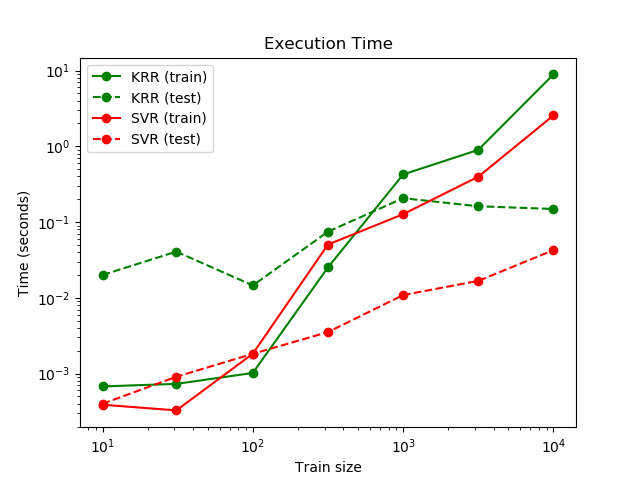 Execution Time
KRR (train)
KRR (test)
SVR (train)
SVR (test)
Time (seconds)
10¹
10⁰
10⁻¹
10⁻²
10⁻³
10¹ 10² 10³ 10⁴
Train size